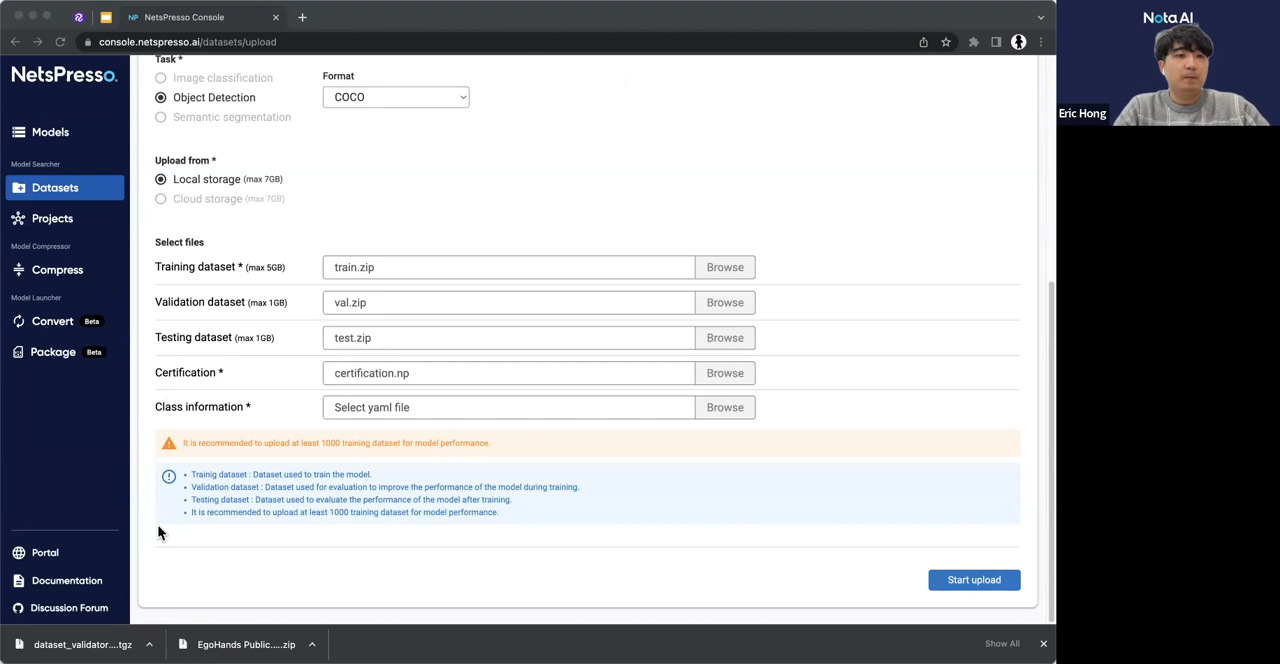 NetsPresso Console
console.netspresso.ai/datasets/upload
Nota AI
Eric Hong
NetsPresso.
Models
Model Searcher
Datasets
Projects
Model Compressor
Compress
Model Launcher
Convert Beta
Package Beta
Portal
Documentation
Discussion Forum
Task *
Image classification
Object Detection
Semantic segmentation
Format
COCO
Upload from *
Local storage (max 7GB)
Cloud storage (max 7GB)
Select files
Training dataset * (max 5GB) train.zip Browse
Validation dataset (max 1GB) val.zip Browse
Testing dataset (max 1GB) test.zip Browse
Certification * certification.np Browse
Class information * Select yaml file Browse
It is recommended to upload at least 1000 training dataset for model performance.
• Trainig dataset : Dataset used to train the model.
• Validation dataset : Dataset used for evaluation to improve the performance of the model during training.
• Testing dataset : Dataset used to evaluate the performance of the model after training.
• It is recommended to upload at least 1000 training dataset for model performance.
Start upload
dataset_validator....tgz
EgoHands Public.....zip
Show All